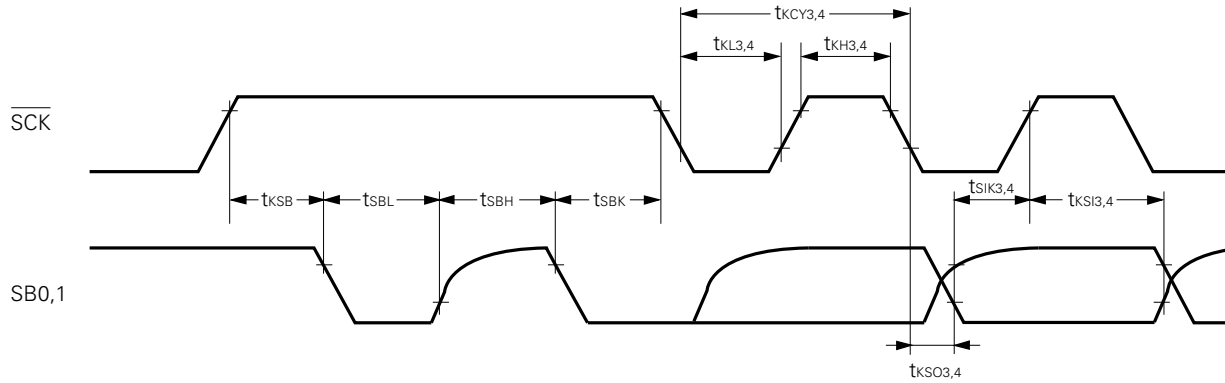 tKCY3,4
tKL3,4
tKH3,4
SCK
tKSB
tSBL
tSBH
tSBK
tSIK3,4
tKSI3,4
SB0,1
tKSO3,4